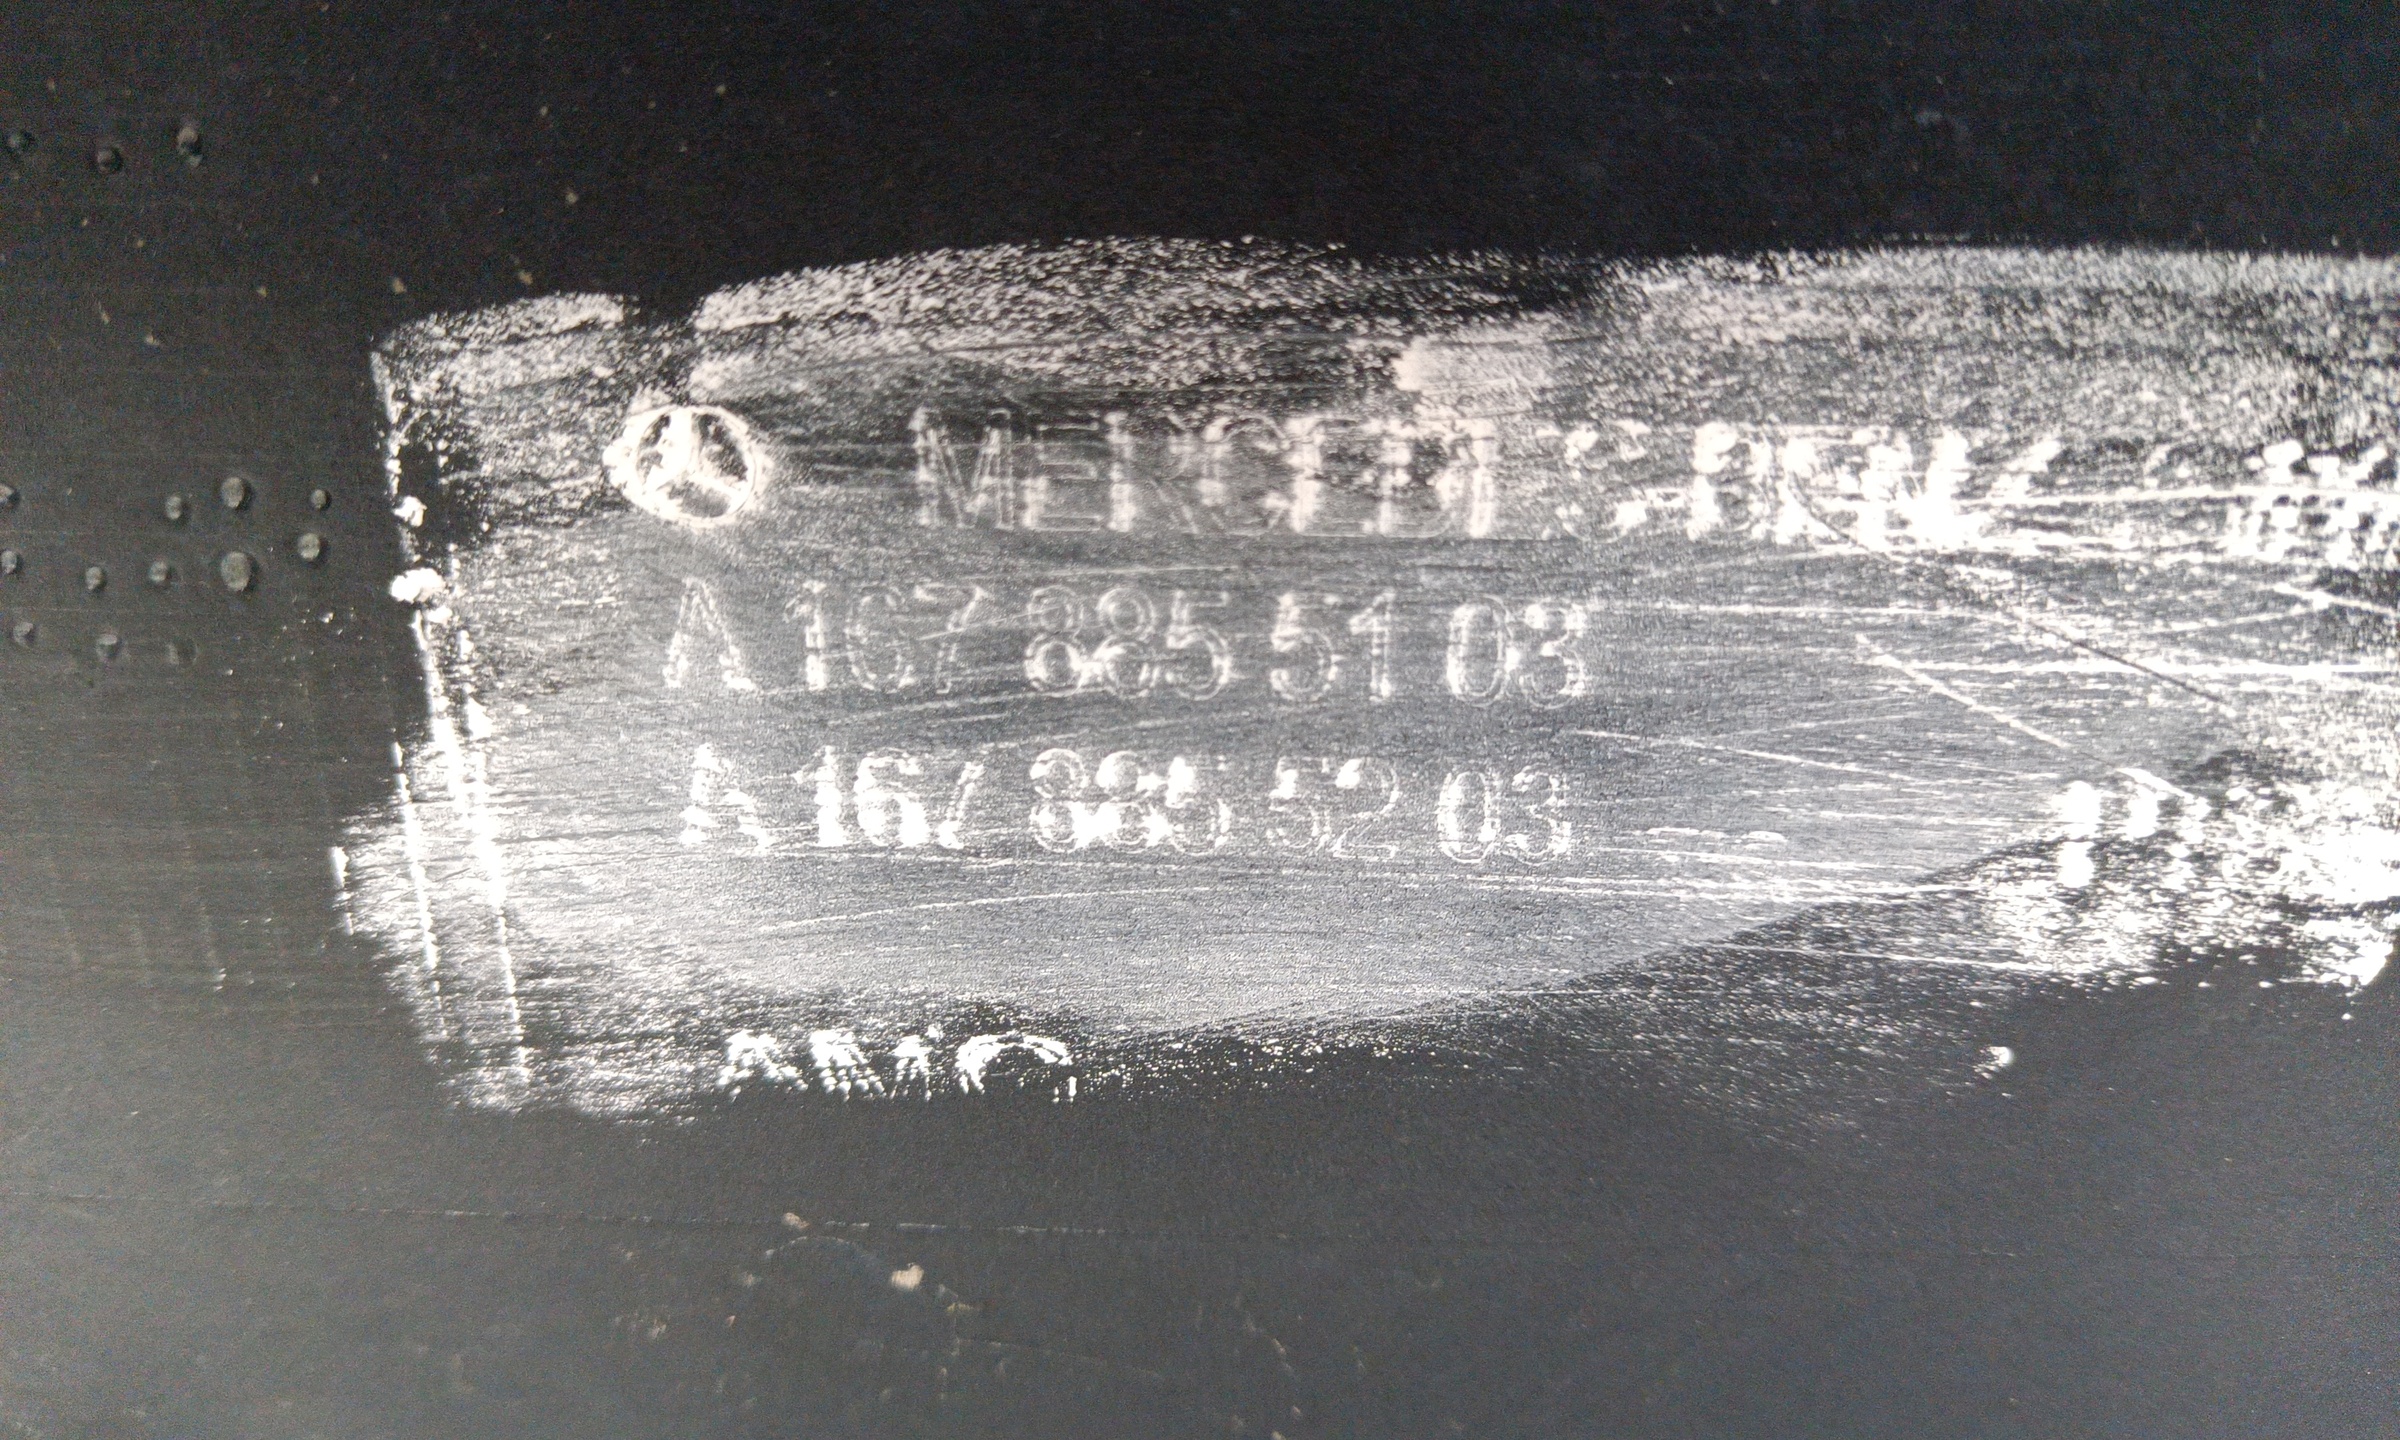 MERCEDES-BENZ
A 167 885 51 03
A 167 885 52 03
AMG